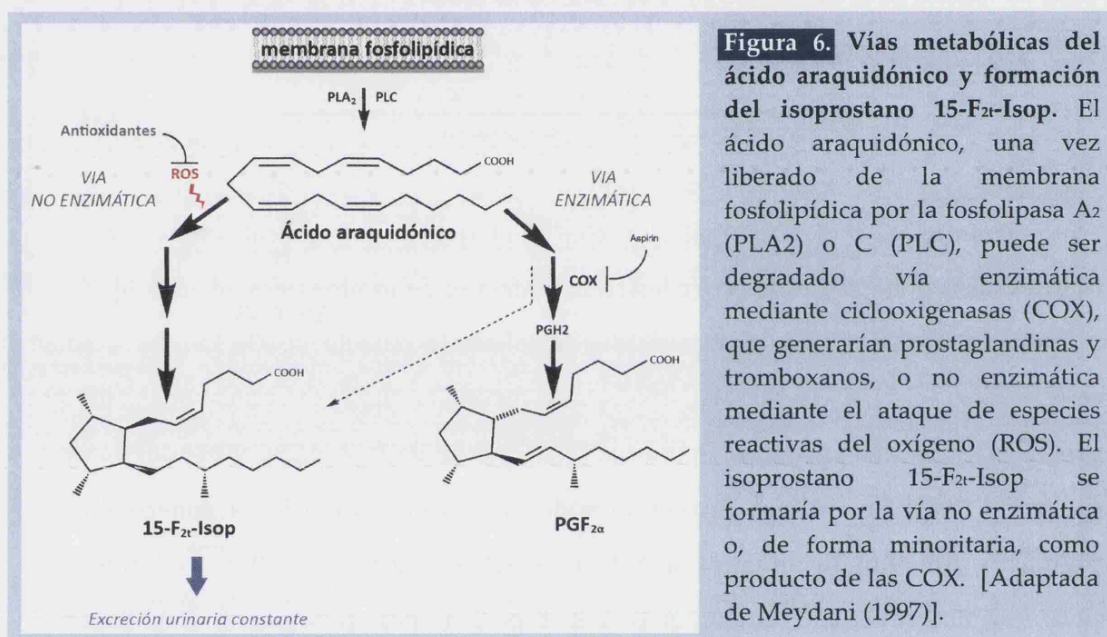 membrana fosfolipídica
PLA₂ PLC
Antioxidantes
ROS
VIA
NO ENZIMÁTICA
COOH
VIA
ENZIMÁTICA
Ácido araquidónico
Aspirin
COX
PGH2
COOH
COOH
15-F₂ₜ-Isop
PGF₂α
Excreción urinaria constante
Figura 6. Vías metabólicas del
ácido araquidónico y formación
del isoprostano 15-F₂ₜ-Isop. El
ácido araquidónico, una vez
liberado de la membrana
fosfolipídica por la fosfolipasa A₂
(PLA2) o C (PLC), puede ser
degradado vía enzimática
mediante ciclooxigenasas (COX),
que generarían prostaglandinas y
tromboxanos, o no enzimática
mediante el ataque de especies
reactivas del oxígeno (ROS). El
isoprostano 15-F₂ₜ-Isop se
formaría por la vía no enzimática
o, de forma minoritaria, como
producto de las COX. [Adaptada
de Meydani (1997)].